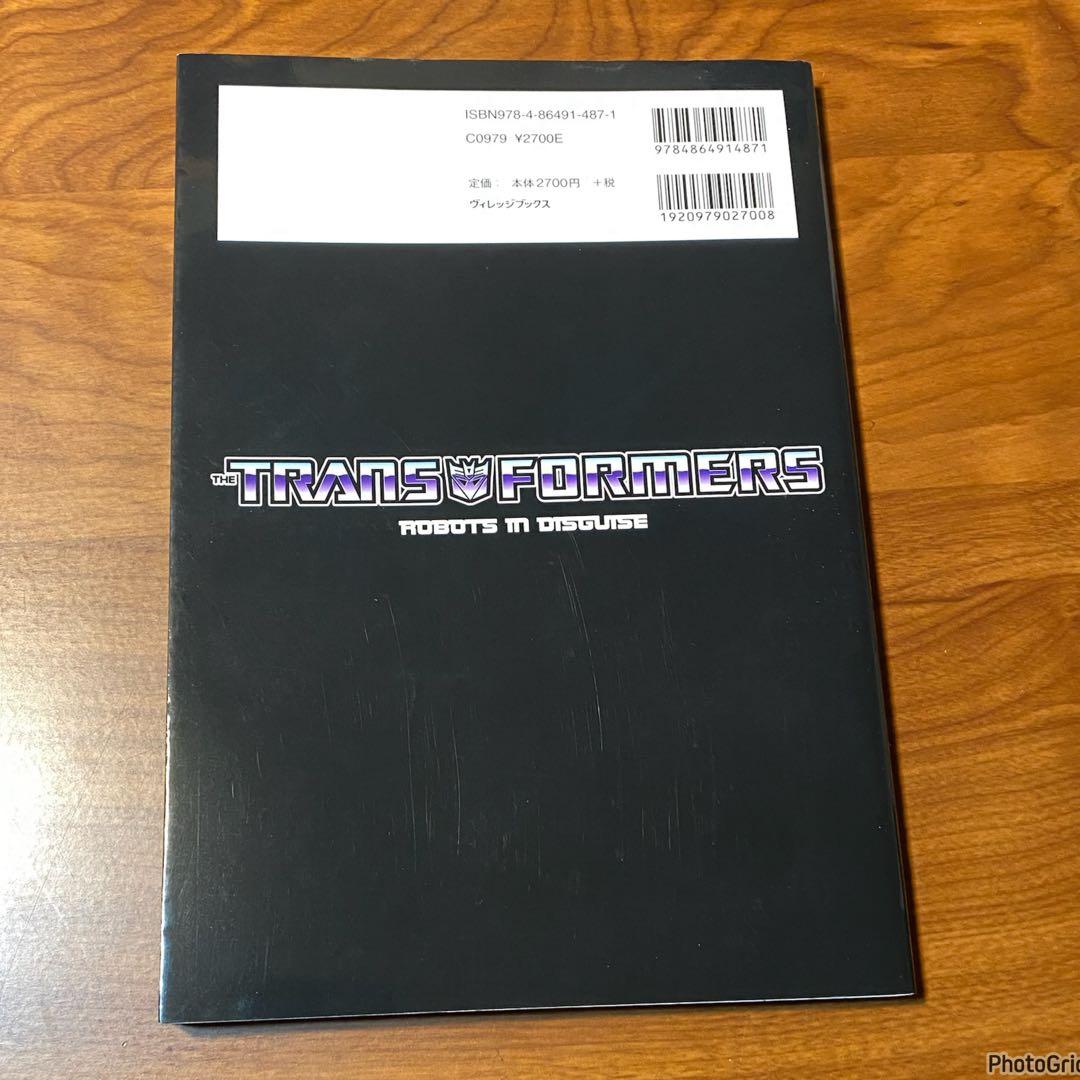 ISBN978-4-86491-487-1
C0979 ¥2700E
9784864914871
定価： 本体2700円 +税
ヴィレッジブックス
1920979027008
THE TRANSFORMERS
ROBOTS IN DISGUISE
PhotoGrid